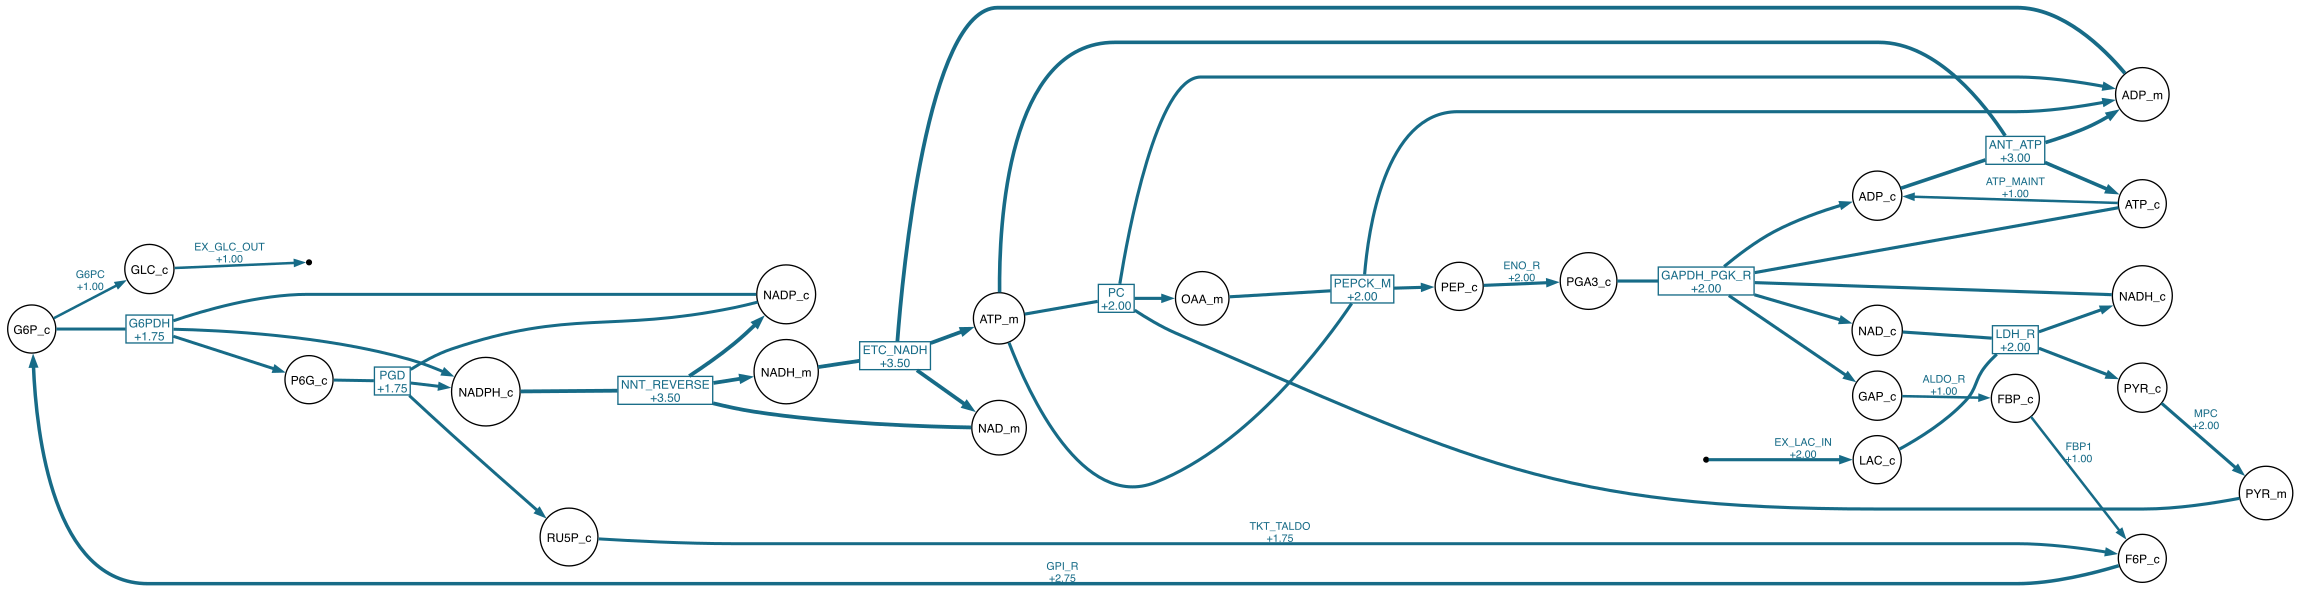 ADP_m
ANT_ATP
+3.00
ATP_MAINT
+1.00
ADP_c
ATP_c
EX_GLC_OUT
+1.00
GLC_c
G6PC
+1.00
G6P_c
G6PDH
+1.75
P6G_c
PGD
+1.75
NADPH_c
NADP_c
NNT_REVERSE
+3.50
NADH_m
ETC_NADH
+3.50
ATP_m
NAD_m
PC
+2.00
OAA_m
PEPCK_M
+2.00
PEP_c
ENO_R
+2.00
PGA3_c
GAPDH_PGK_R
+2.00
NADH_c
NAD_c
LDH_R
+2.00
GAP_c
ALDO_R
+1.00
FBP_c
PYR_c
MPC
+2.00
EX_LAC_IN
+2.00
LAC_c
FBP1
+1.00
PYR_m
RU5P_c
TKT_TALDO
+1.75
F6P_c
GPI_R
+2.75